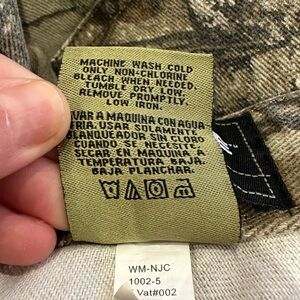 MACHINE WASH COLD
ONLY NON-CHLORINE
BLEACH WHEN NEEDED.
TUMBLE DRY LOW.
REMOVE PROMPTLY.
LOW IRON.
VAR A MAQUINA CON AGUA
FRIA. USAR SOLAMENTE
BLANQUEADOR SIN CLORO
CUANDO SE NECESITE.
SECAR EN MAQUINA A
TEMPERATURA BAJA.
BAJA PLANCHAR.
WM-NJC
1002-5
Vat#002